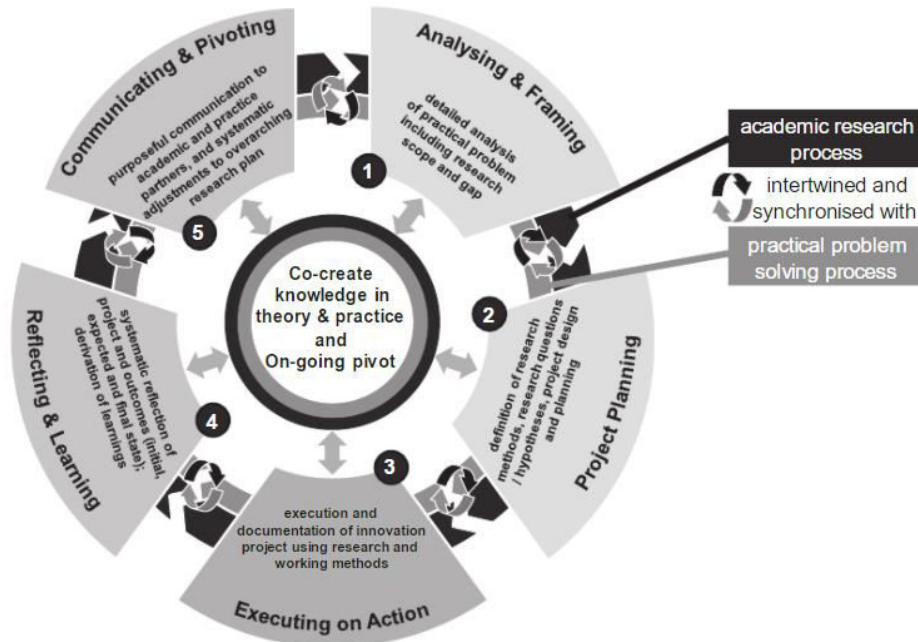 Analysing & Framing
detailed analysis
of practical problem
including research
scope and gap
1
academic research
process
intertwined and
synchronised with
practical problem
solving process
2
definition of research
methods, research questions
/ hypotheses, project design
and planning
Project Planning
3
execution and
documentation of innovation
project using research and
working methods
Executing on Action
4
systematic reflection of
project and outcomes (initial,
expected and final state);
derivation of learnings
Reflecting & Learning
5
Communicating & Pivoting
purposeful communication to
academic and practice
partners, and systematic
adjustments to overarching
research plan
Co-create
knowledge in
theory & practice
and
On-going pivot